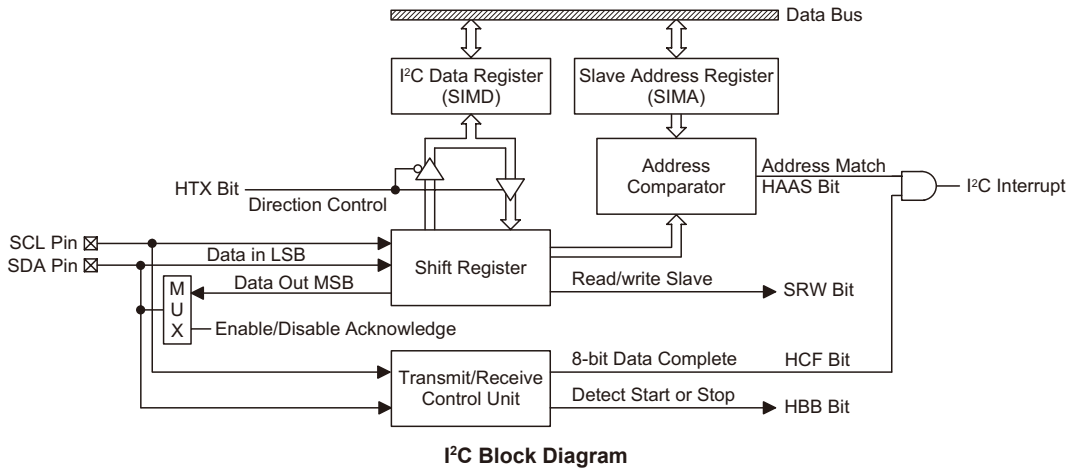 Data Bus
I²C Data Register
(SIMD)
Slave Address Register
(SIMA)
Address
Comparator
Address Match
HAAS Bit
I²C Interrupt
HTX Bit
Direction Control
SCL Pin
SDA Pin
Data in LSB
Shift Register
Data Out MSB
Read/write Slave
SRW Bit
M
U
X
Enable/Disable Acknowledge
Transmit/Receive
Control Unit
8-bit Data Complete
HCF Bit
Detect Start or Stop
HBB Bit
I²C Block Diagram